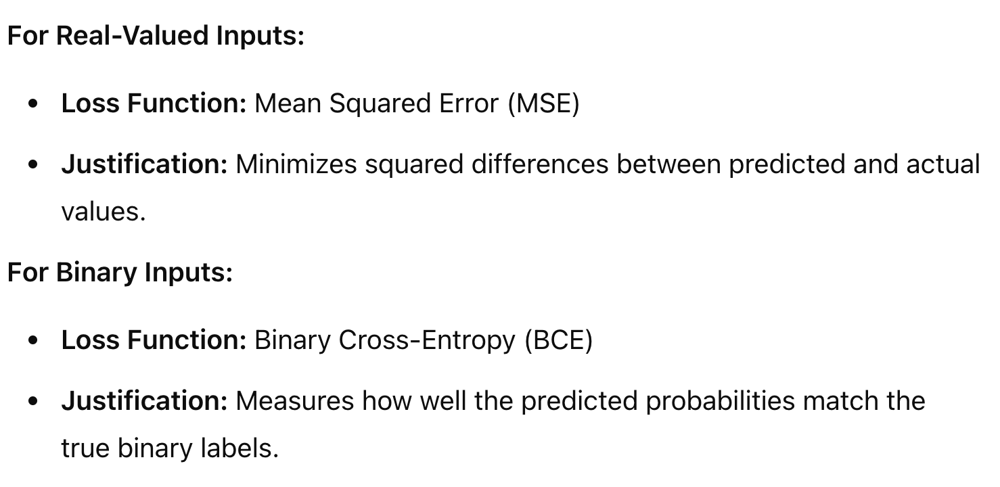 For Real-Valued Inputs:
• Loss Function: Mean Squared Error (MSE)
• Justification: Minimizes squared differences between predicted and actual
values.
For Binary Inputs:
• Loss Function: Binary Cross-Entropy (BCE)
• Justification: Measures how well the predicted probabilities match the
true binary labels.